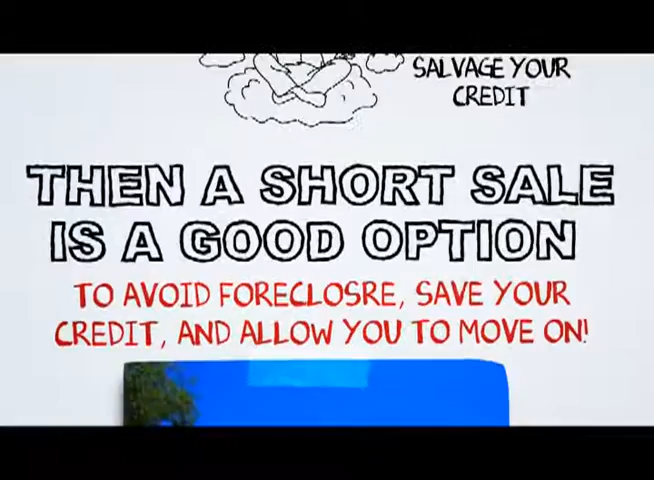 SALVAGE YOUR
CREDIT
THEN A SHORT SALE
IS A GOOD OPTION
TO AVOID FORECLOSRE, SAVE YOUR
CREDIT, AND ALLOW YOU TO MOVE ON!